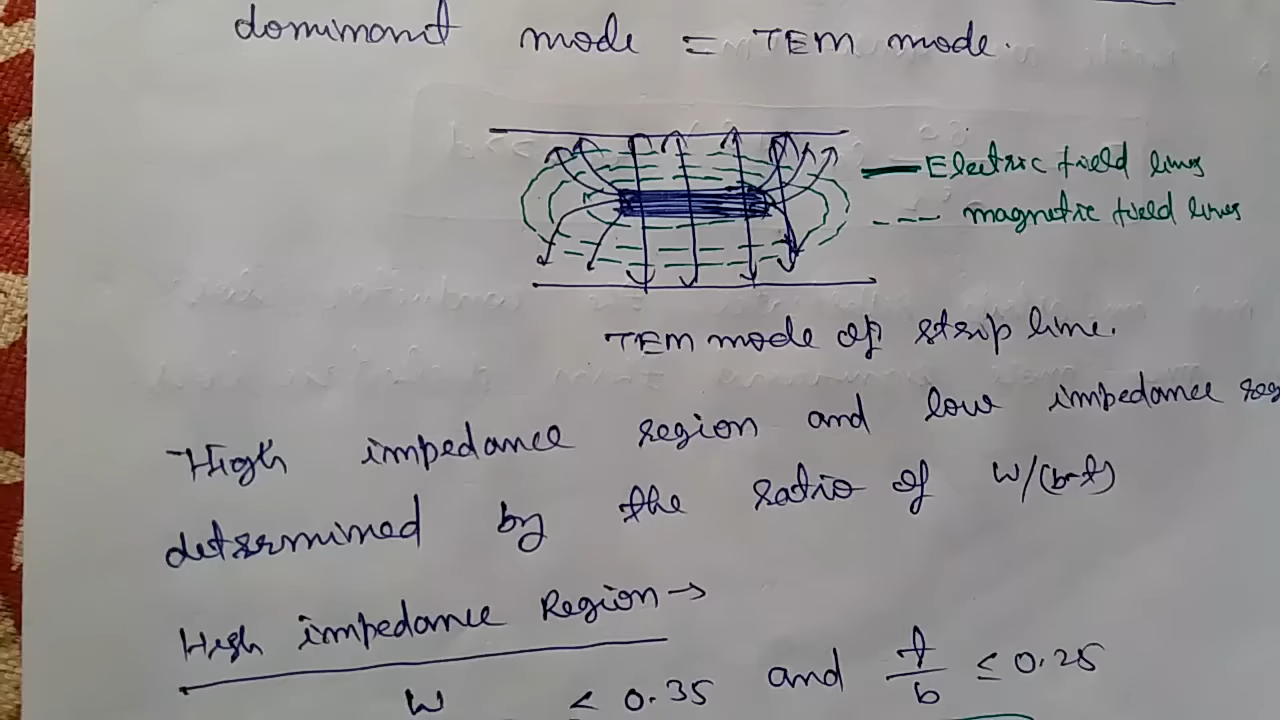 dominant mode = TEM mode.
Electric field lines
magnetic field lines
TEM mode of strip line.
High impedance region and low impedance reg
determined by the ratio of W/(b-t)
High impedance Region →
W < 0.35 and t/b ≤ 0.25